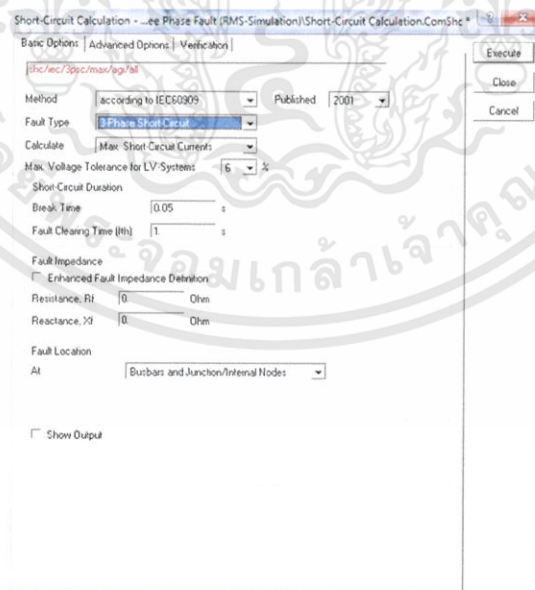 Short-Circuit Calculation - ...ee Phase Fault (RMS-Simulation)\Short-Circuit Calculation.ComShc *
Basic Options Advanced Options Verification
Execute
Close
Cancel
/shc/iec/3psc/max/agi/all
Method according to IEC60909 Published 2001
Fault Type 3-Phase Short-Circuit
Calculate Max. Short-Circuit Currents
Max. Voltage Tolerance for LV-Systems 6 %
Short-Circuit Duration
Break Time 0.05 s
Fault Clearing Time (Ith) 1. s
Fault Impedance
Enhanced Fault Impedance Definition
Resistance, Rf 0. Ohm
Reactance, Xf 0. Ohm
Fault Location
At Busbars and Junction/Internal Nodes
Show Output